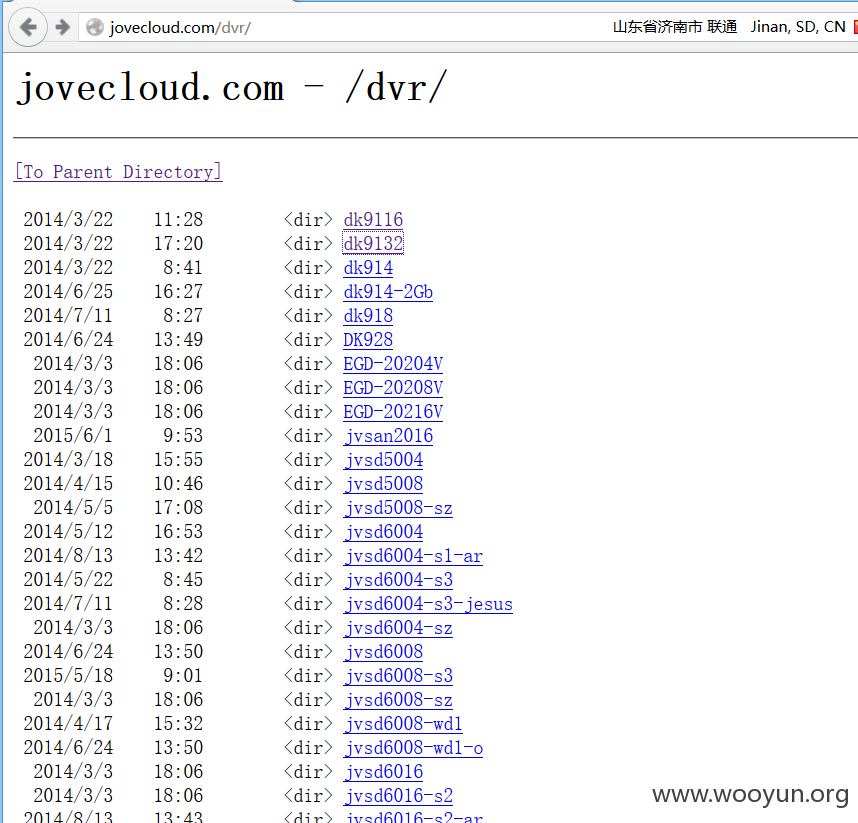 jovecloud.com/dvr/ 山东省济南市 联通 Jinan, SD, CN
jovecloud.com - /dvr/
[To Parent Directory]
2014/3/22 11:28 <dir> dk9116
2014/3/22 17:20 <dir> dk9132
2014/3/22 8:41 <dir> dk914
2014/6/25 16:27 <dir> dk914-2Gb
2014/7/11 8:27 <dir> dk918
2014/6/24 13:49 <dir> DK928
2014/3/3 18:06 <dir> EGD-20204V
2014/3/3 18:06 <dir> EGD-20208V
2014/3/3 18:06 <dir> EGD-20216V
2015/6/1 9:53 <dir> jvsan2016
2014/3/18 15:55 <dir> jvsd5004
2014/4/15 10:46 <dir> jvsd5008
2014/5/5 17:08 <dir> jvsd5008-sz
2014/5/12 16:53 <dir> jvsd6004
2014/8/13 13:42 <dir> jvsd6004-s1-ar
2014/5/22 8:45 <dir> jvsd6004-s3
2014/7/11 8:28 <dir> jvsd6004-s3-jesus
2014/3/3 18:06 <dir> jvsd6004-sz
2014/6/24 13:50 <dir> jvsd6008
2015/5/18 9:01 <dir> jvsd6008-s3
2014/3/3 18:06 <dir> jvsd6008-sz
2014/4/17 15:32 <dir> jvsd6008-wd1
2014/6/24 13:50 <dir> jvsd6008-wd1-o
2014/3/3 18:06 <dir> jvsd6016
2014/3/3 18:06 <dir> jvsd6016-s2
2014/8/13 13:43 <dir> jvsd6016-s2-ar
www.wooyun.org